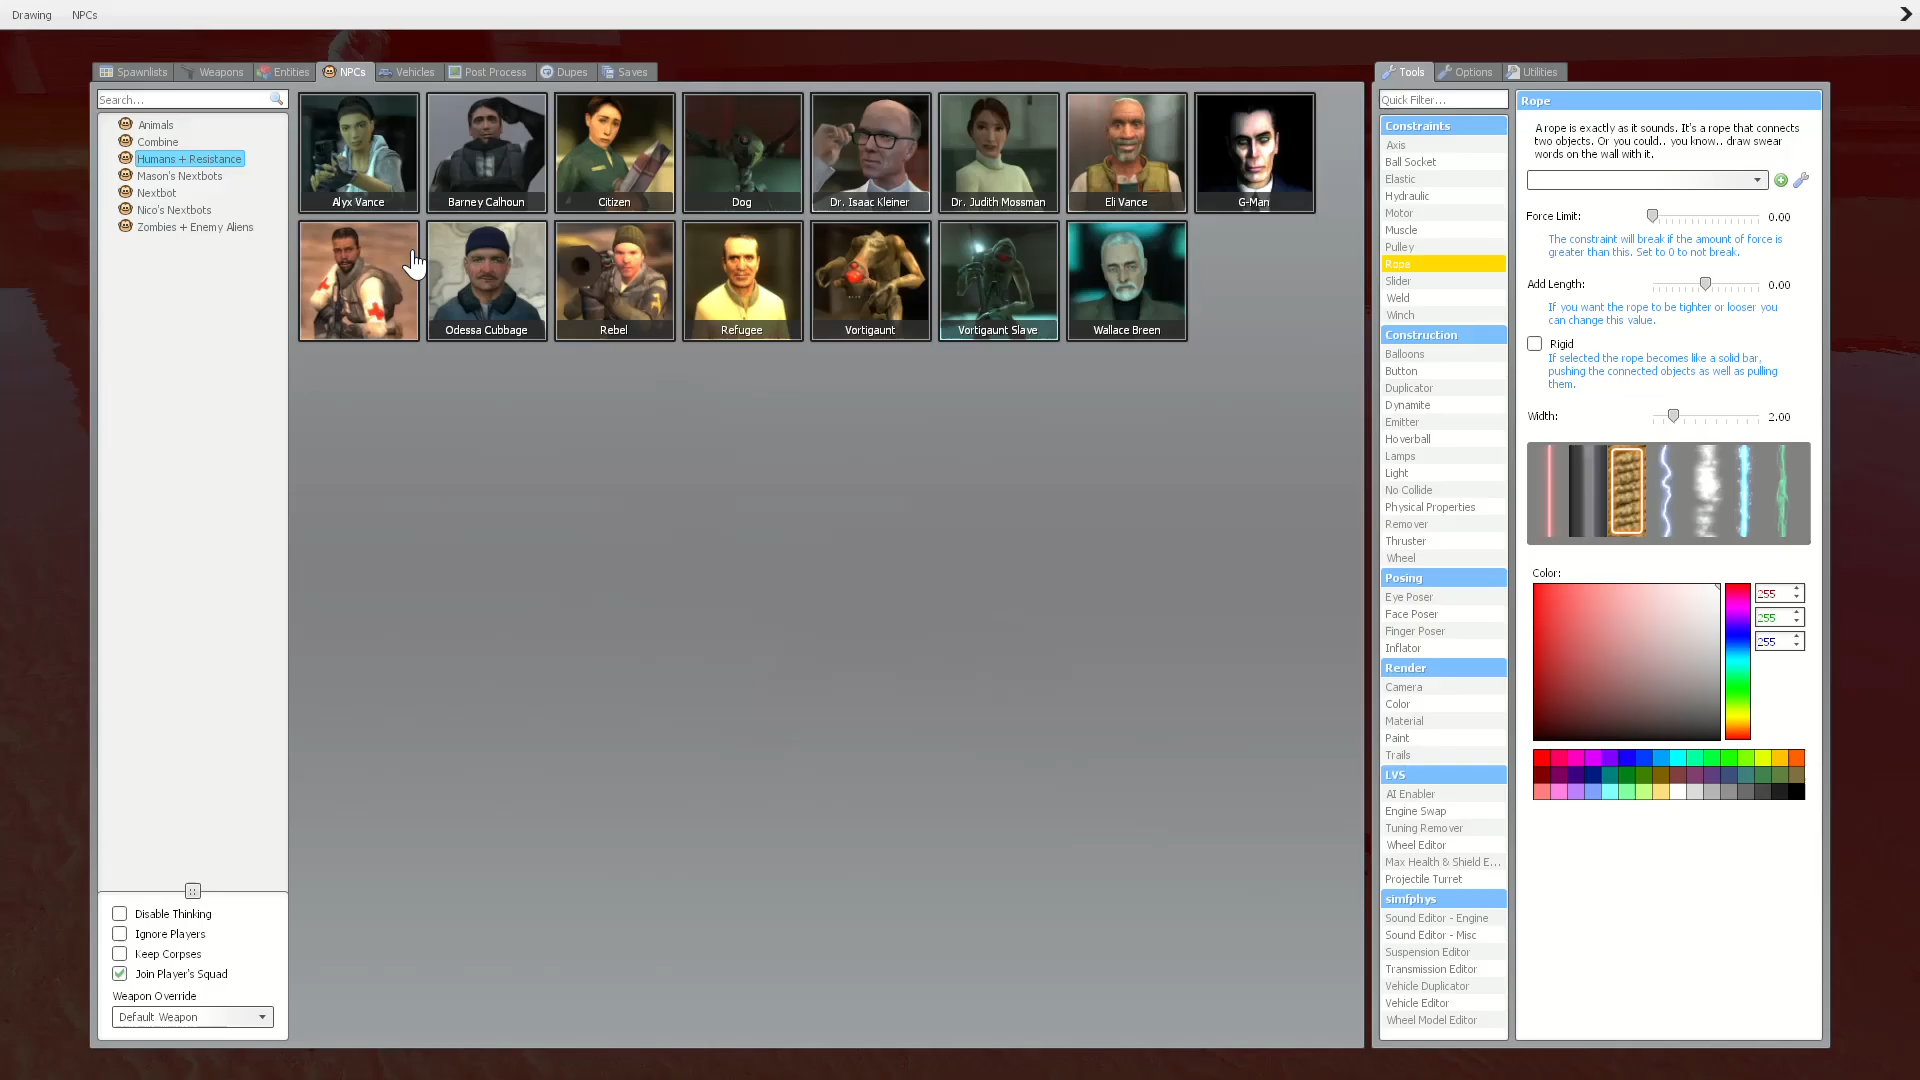 Drawing NPCs
Spawnlists Weapons Entities NPCs Vehicles Post Process Dupes Saves
Search...
Animals
Combine
Humans + Resistance
Mason's Nextbots
Nextbot
Nico's Nextbots
Zombies + Enemy Aliens
Disable Thinking
Ignore Players
Keep Corpses
Join Player's Squad
Weapon Override
Default Weapon
Alyx Vance Barney Calhoun Citizen Dog Dr. Isaac Kleiner Dr. Judith Mossman Eli Vance G-Man
Odessa Cubbage Rebel Refugee Vortigaunt Vortigaunt Slave Wallace Breen
Tools Options Utilities
Quick Filter...
Constraints
Axis
Ball Socket
Elastic
Hydraulic
Motor
Muscle
Pulley
Rope
Slider
Weld
Winch
Construction
Balloons
Button
Duplicator
Dynamite
Emitter
Hoverball
Lamps
Light
No Collide
Physical Properties
Remover
Thruster
Wheel
Posing
Eye Poser
Face Poser
Finger Poser
Inflator
Render
Camera
Color
Material
Paint
Trails
LVS
AI Enabler
Engine Swap
Tuning Remover
Wheel Editor
Max Health & Shield E...
Projectile Turret
simfphys
Sound Editor - Engine
Sound Editor - Misc
Suspension Editor
Transmission Editor
Vehicle Duplicator
Vehicle Editor
Wheel Model Editor
Rope
A rope is exactly as it sounds. It's a rope that connects
two objects. Or you could.. you know.. draw swear
words on the wall with it.
Force Limit: 0.00
The constraint will break if the amount of force is
greater than this. Set to 0 to not break.
Add Length: 0.00
If you want the rope to be tighter or looser you
can change this value.
Rigid
If selected the rope becomes like a solid bar,
pushing the connected objects as well as pulling
them.
Width: 2.00
Color:
255
255
255